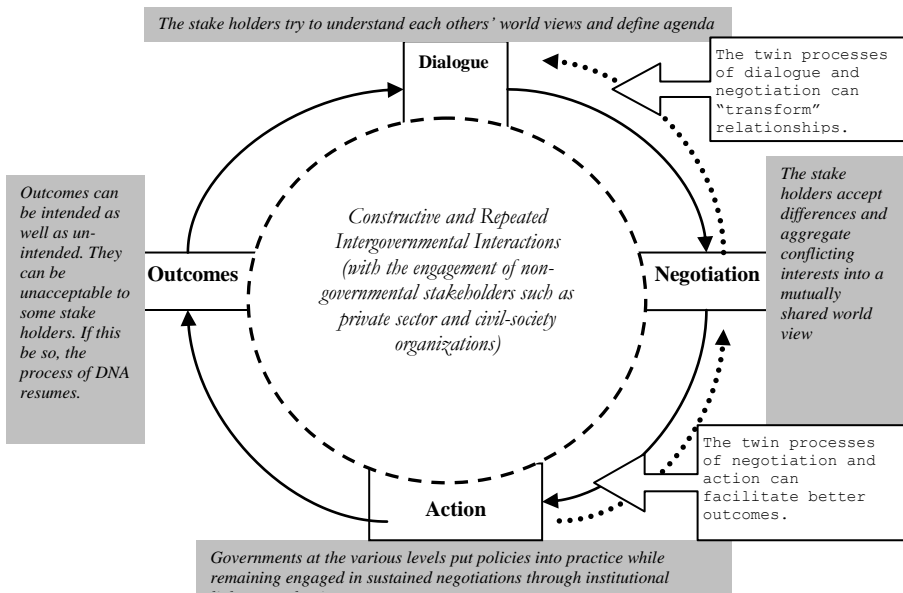 The stake holders try to understand each others' world views and define agenda
Dialogue
The twin processes
of dialogue and
negotiation can
“transform”
relationships.
Outcomes can
be intended as
well as un-
intended. They
can be
unacceptable to
some stake
holders. If this
be so, the
process of DNA
resumes.
Outcomes
Constructive and Repeated
Intergovernmental Interactions
(with the engagement of non-
governmental stakeholders such as
private sector and civil-society
organizations)
Negotiation
The stake
holders accept
differences and
aggregate
conflicting
interests into a
mutually
shared world
view
The twin processes
of negotiation and
action can
facilitate better
outcomes.
Action
Governments at the various levels put policies into practice while
remaining engaged in sustained negotiations through institutional